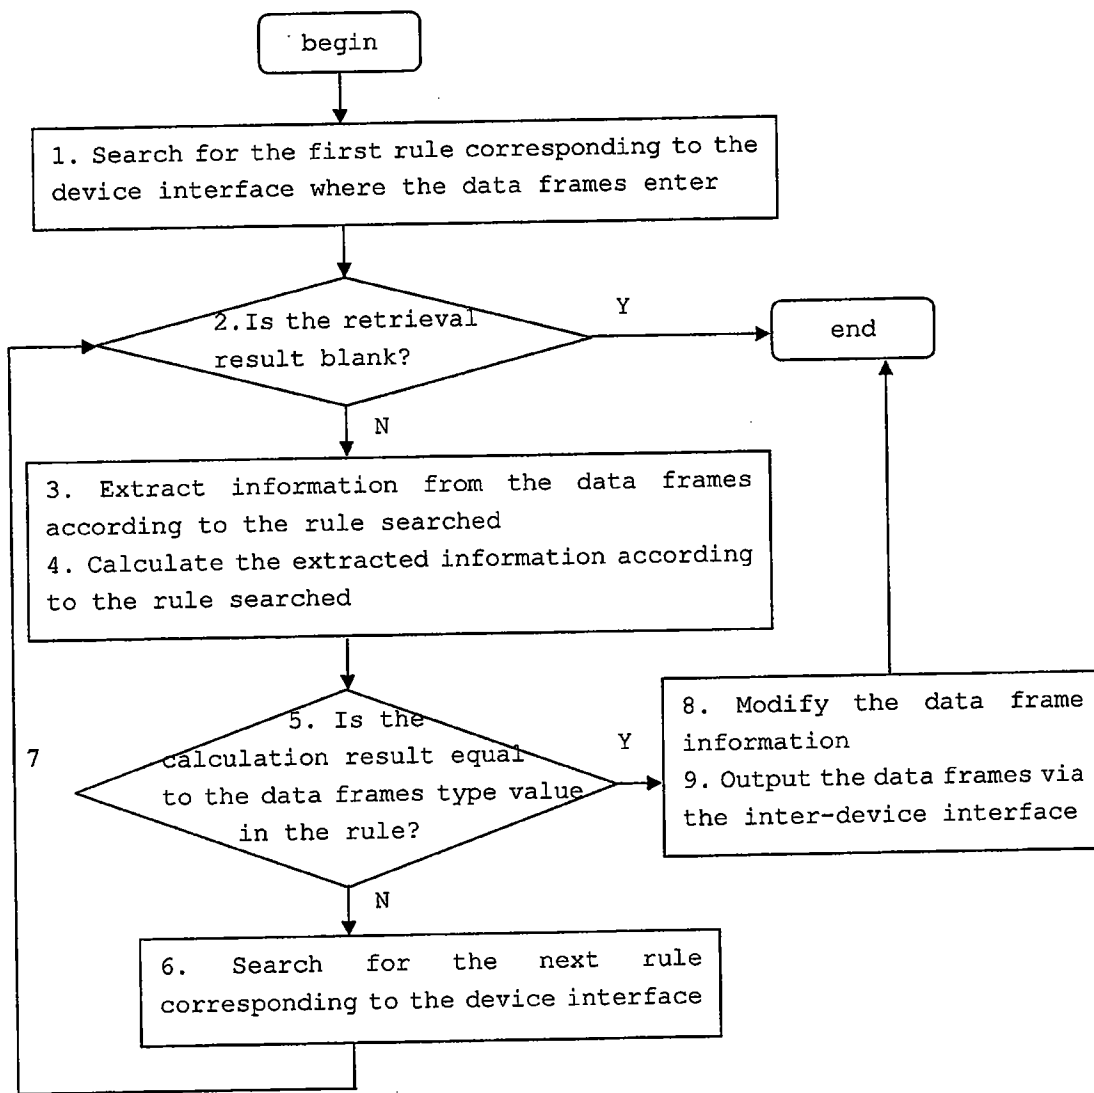 begin
1. Search for the first rule corresponding to the
device interface where the data frames enter
2.Is the retrieval
result blank?
Y
end
N
3. Extract information from the data frames
according to the rule searched
4. Calculate the extracted information according
to the rule searched
5. Is the
calculation result equal
to the data frames type value
in the rule?
Y
8. Modify the data frame
information
9. Output the data frames via
the inter-device interface
7
N
6. Search for the next rule
corresponding to the device interface